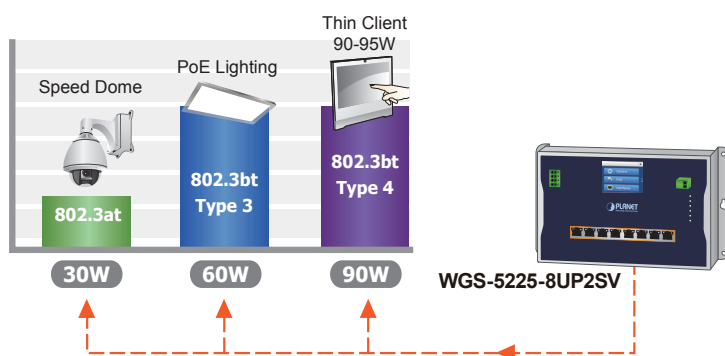 Thin Client
90-95W
PoE Lighting
Speed Dome
802.3at
802.3bt
Type 3
802.3bt
Type 4
30W
60W
90W
PLANET
WGS-5225-8UP2SV